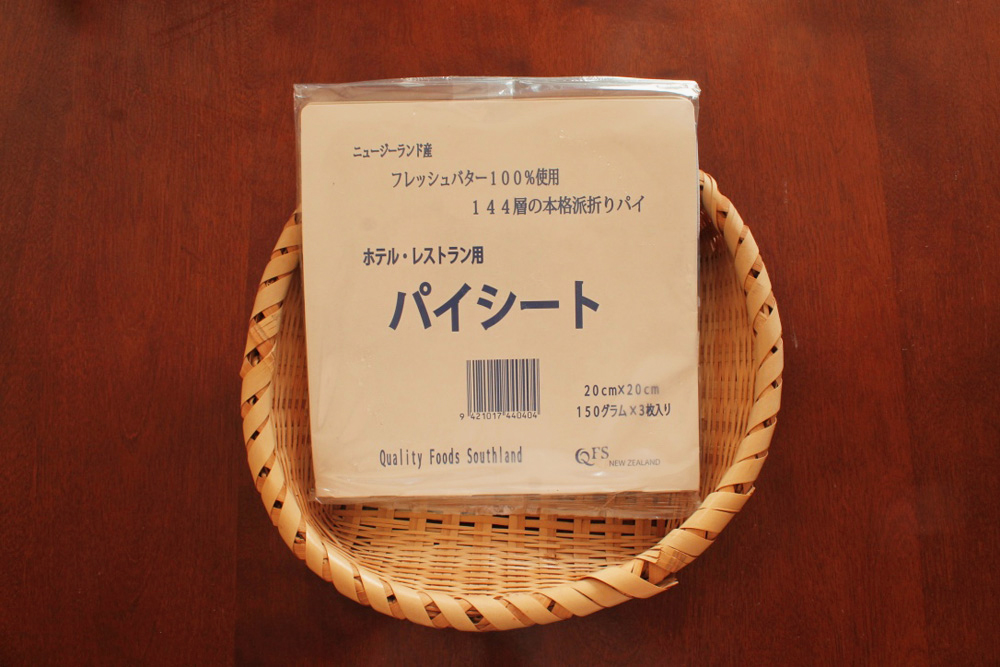 ニュージーランド産
フレッシュバター１００％使用
１４４層の本格派折りパイ
ホテル・レストラン用
パイシート
9 421017 440404
20cm×20cm
150グラム×3枚入り
Quality Foods Southland
QFS NEW ZEALAND